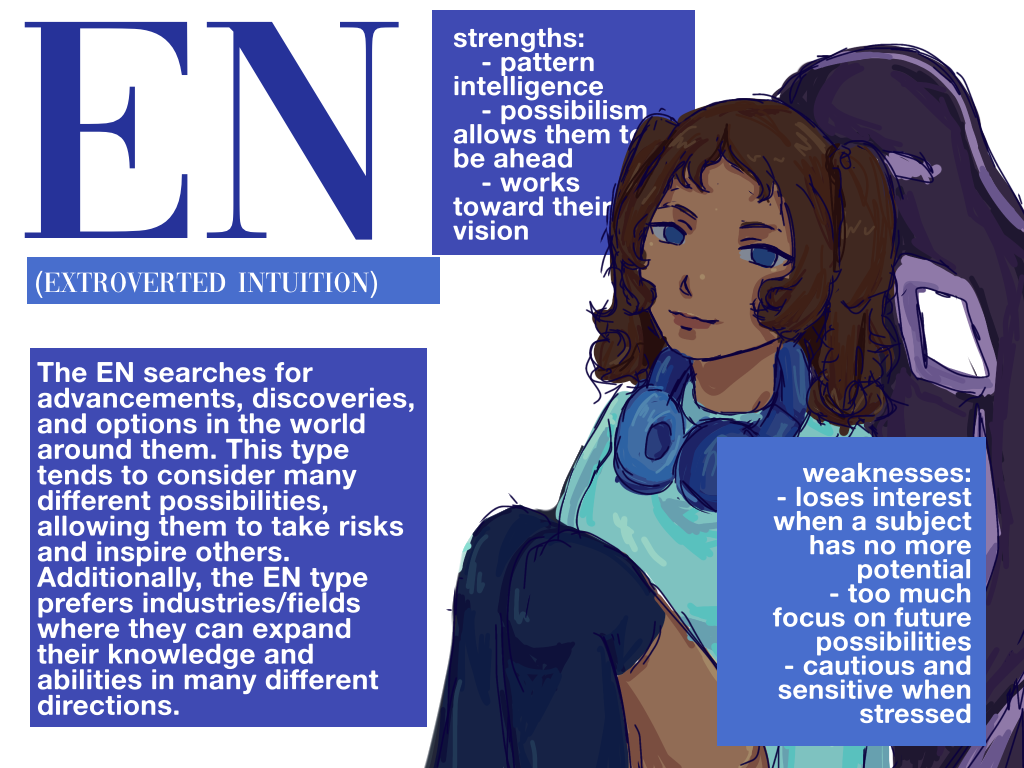 EN
(EXTROVERTED INTUITION)
strengths:
- pattern
intelligence
- possibilism
allows them to
be ahead
- works
toward their
vision
The EN searches for
advancements, discoveries,
and options in the world
around them. This type
tends to consider many
different possibilities,
allowing them to take risks
and inspire others.
Additionally, the EN type
prefers industries/fields
where they can expand
their knowledge and
abilities in many different
directions.
weaknesses:
- loses interest
when a subject
has no more
potential
- too much
focus on future
possibilities
- cautious and
sensitive when
stressed